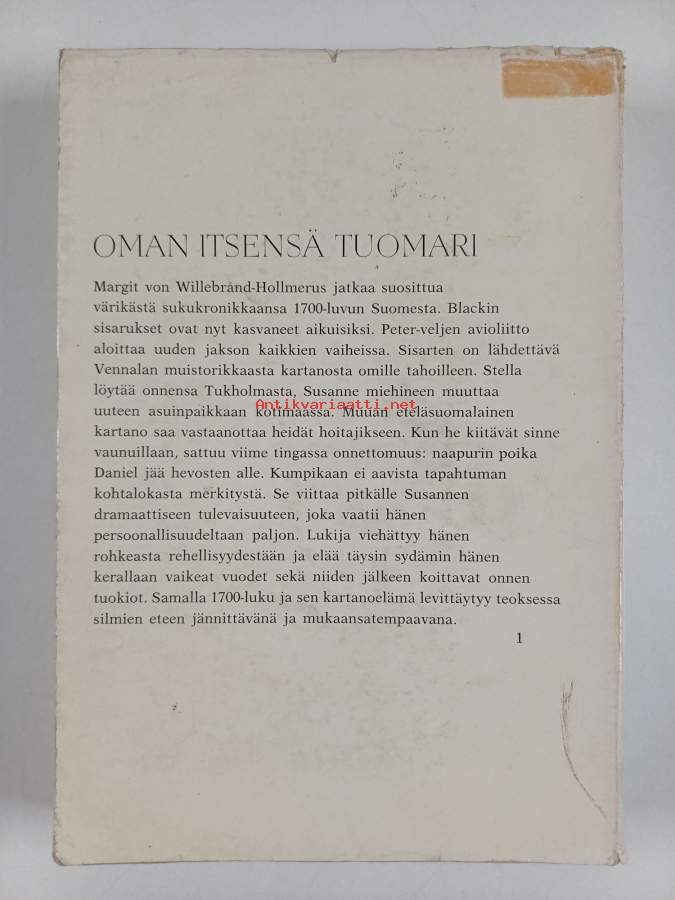 OMAN ITSENSÄ TUOMARI
Margit von Willebrand-Hollmerus jatkaa suosittua
värikästä sukukronikkaansa 1700-luvun Suomesta. Blackin
sisarukset ovat nyt kasvaneet aikuisiksi. Peter-veljen avioliitto
aloittaa uuden jakson kaikkien vaiheissa. Sisarten on lähdettävä
Vennalan muistorikkaasta kartanosta omille tahoilleen. Stella
löytää onnensa Tukholmasta, Susanne miehineen muuttaa
uuteen asuinpaikkaan kotimaassa. Muuan eteläsuomalainen
Antikvariaatti.net
kartano saa vastaanottaa heidät hoitajikseen. Kun he kiitävät sinne
vaunuillaan, sattuu viime tingassa onnettomuus: naapurin poika
Daniel jää hevosten alle. Kumpikaan ei aavista tapahtuman
kohtalokasta merkitystä. Se viittaa pitkälle Susannen
dramaattiseen tulevaisuuteen, joka vaatii hänen
persoonallisuudeltaan paljon. Lukija viehättyy hänen
rohkeasta rehellisyydestään ja elää täysin sydämin hänen
kerallaan vaikeat vuodet sekä niiden jälkeen koittavat onnen
tuokiot. Samalla 1700-luku ja sen kartanoelämä levittäytyy teoksessa
silmien eteen jännittävänä ja mukaansatempaavana.
1